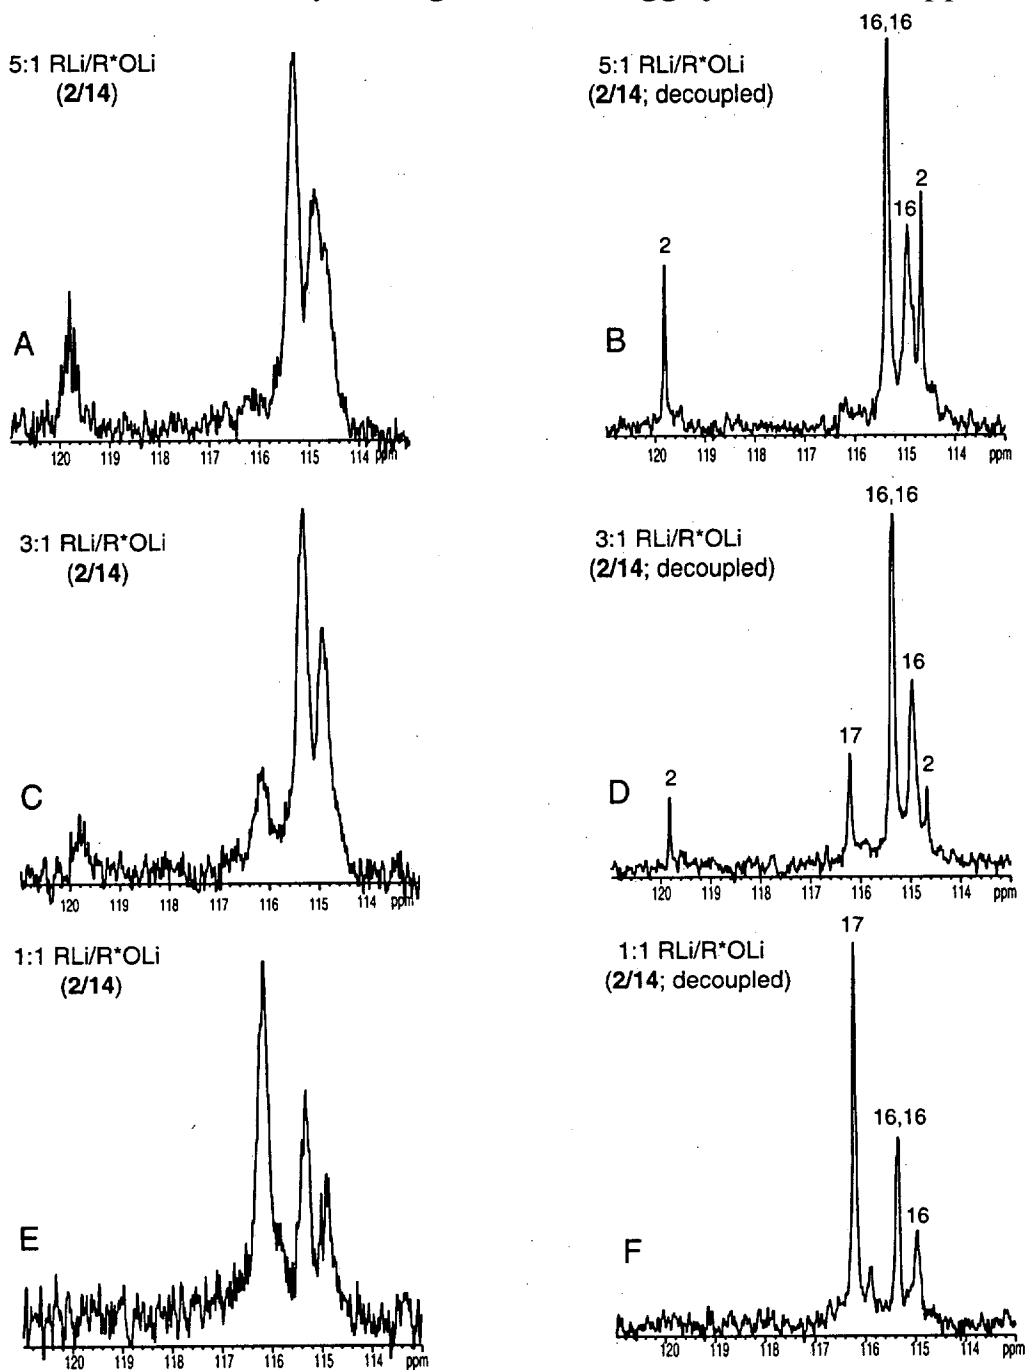 5:1 RLi/R*OLi
(2/14)
A
120 119 118 117 116 115 114 ppm
16,16
5:1 RLi/R*OLi
(2/14; decoupled)
2
16
2
B
120 119 118 117 116 115 114 ppm
3:1 RLi/R*OLi
(2/14)
C
120 119 118 117 116 115 114 ppm
16,16
3:1 RLi/R*OLi
(2/14; decoupled)
16
17
2
2
D
120 119 118 117 116 115 114 ppm
1:1 RLi/R*OLi
(2/14)
E
120 119 118 117 116 115 114 ppm
17
1:1 RLi/R*OLi
(2/14; decoupled)
16,16
16
F
120 119 118 117 116 115 114 ppm